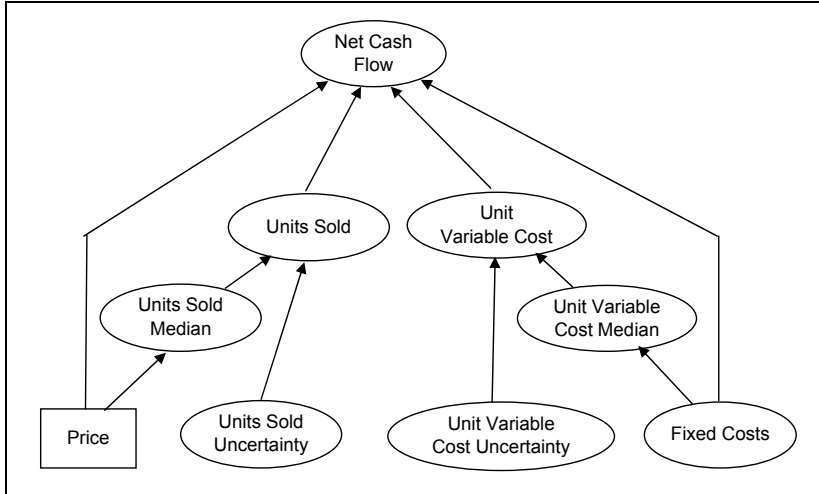 Net Cash
Flow
Units Sold
Unit
Variable Cost
Units Sold
Median
Unit Variable
Cost Median
Price
Units Sold
Uncertainty
Unit Variable
Cost Uncertainty
Fixed Costs